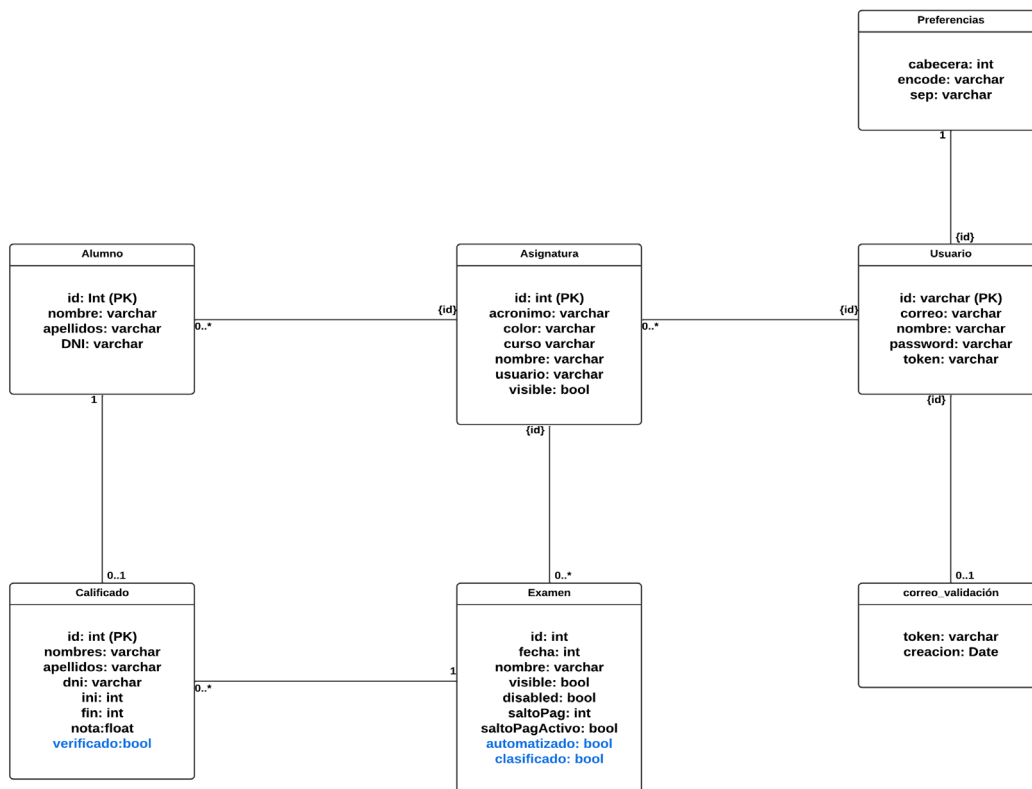 Preferencias
cabecera: int
encode: varchar
sep: varchar
1
{id}
Alumno
id: Int (PK)
nombre: varchar
apellidos: varchar
DNI: varchar
0..*
{id}
Asignatura
id: int (PK)
acronimo: varchar
color: varchar
curso varchar
nombre: varchar
usuario: varchar
visible: bool
0..*
{id}
Usuario
id: varchar (PK)
correo: varchar
nombre: varchar
password: varchar
token: varchar
1
{id}
{id}
0..1
0..*
0..1
Calificado
id: int (PK)
nombres: varchar
apellidos: varchar
dni: varchar
ini: int
fin: int
nota:float
verificado:bool
0..*
1
Examen
id: int
fecha: int
nombre: varchar
visible: bool
disabled: bool
saltoPag: int
saltoPagActivo: bool
automatizado: bool
clasificado: bool
correo_validación
token: varchar
creacion: Date